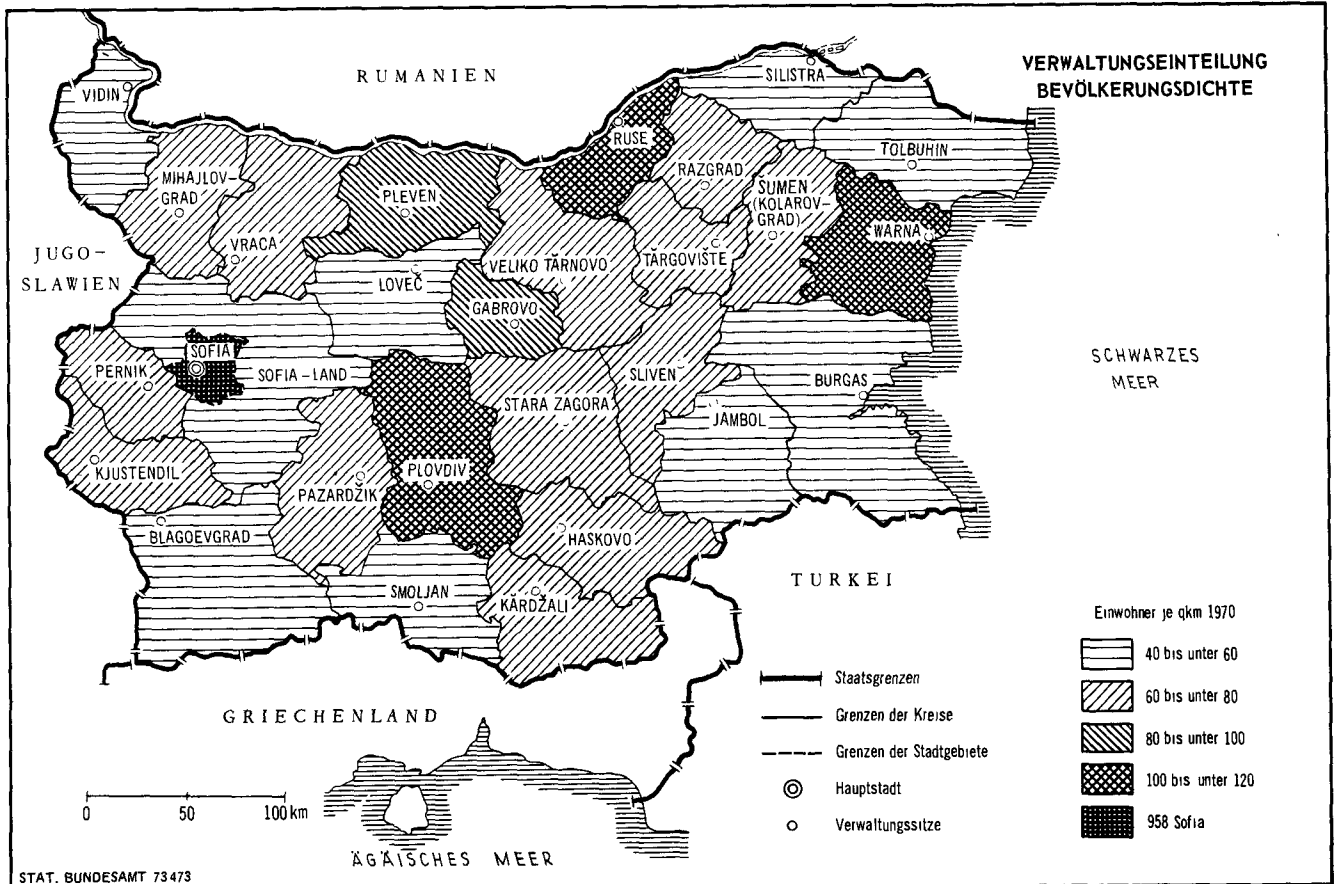 VERWALTUNGSEINTEILUNG
BEVÖLKERUNGSDICHTE
RUMANIEN
VIDIN
SILISTRA
RUSE
TOLBUHIN
MIHAJLOV-
GRAD
PLEVEN
RAZGRAD
ŠUMEN
(KOLAROV-
GRAD)
WARNA
VRACA
JUGO-
SLAWIEN
LOVEČ
VELIKO TĂRNOVO
TĂRGOVIŠTE
GABROVO
SOFIA
PERNIK
SOFIA-LAND
SLIVEN
SCHWARZES
MEER
BURGAS
STARA ZAGORA
JAMBOL
KJUSTENDIL
PLOVDIV
PAZARDŽIK
BLAGOEVGRAD
HASKOVO
TURKEI
SMOLJAN
KĂRDŽALI
GRIECHENLAND
ÄGÄISCHES MEER
0 50 100 km
Staatsgrenzen
Grenzen der Kreise
Grenzen der Stadtgebiete
Hauptstadt
Verwaltungssitze
Einwohner je qkm 1970
40 bis unter 60
60 bis unter 80
80 bis unter 100
100 bis unter 120
958 Sofia
STAT. BUNDESAMT 73 473